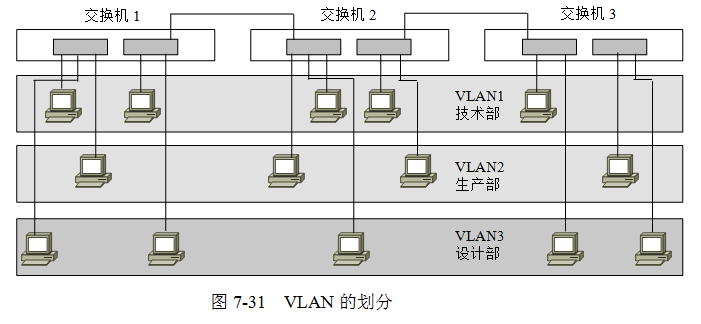 交换机 1 交换机 2 交换机 3
VLAN1
技术部
VLAN2
生产部
VLAN3
设计部
图 7-31 VLAN 的划分